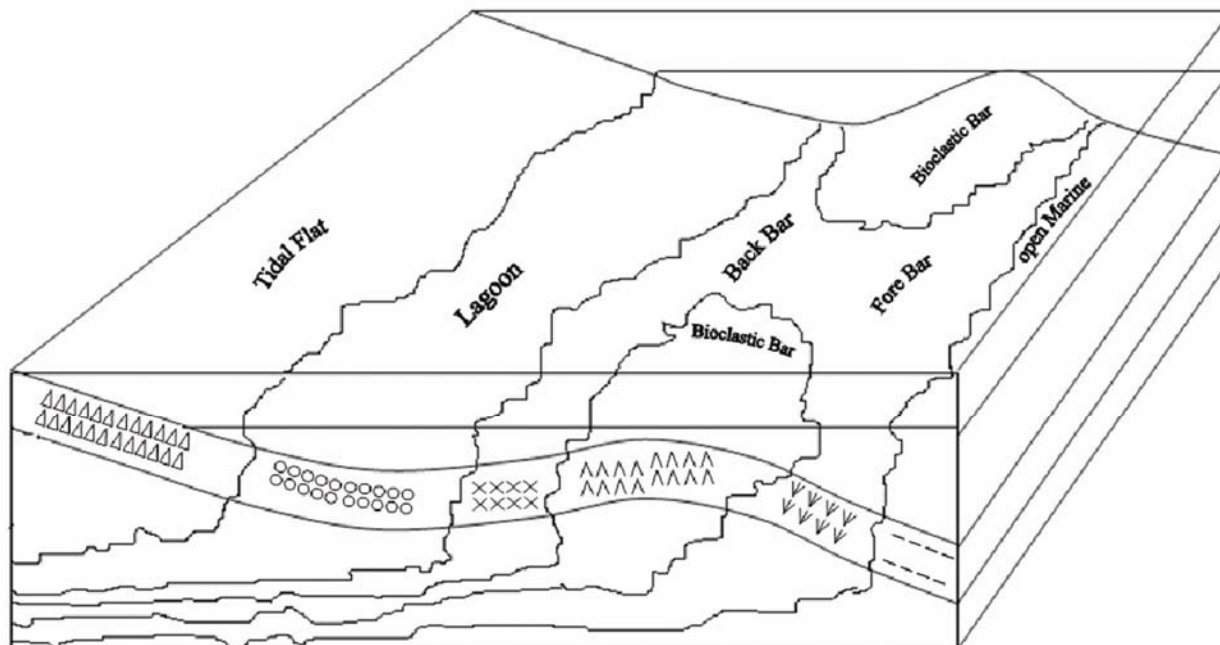 Tidal Flat
Lagoon
Back Bar
Bioclastic Bar
Fore Bar
open Marine
Bioclastic Bar